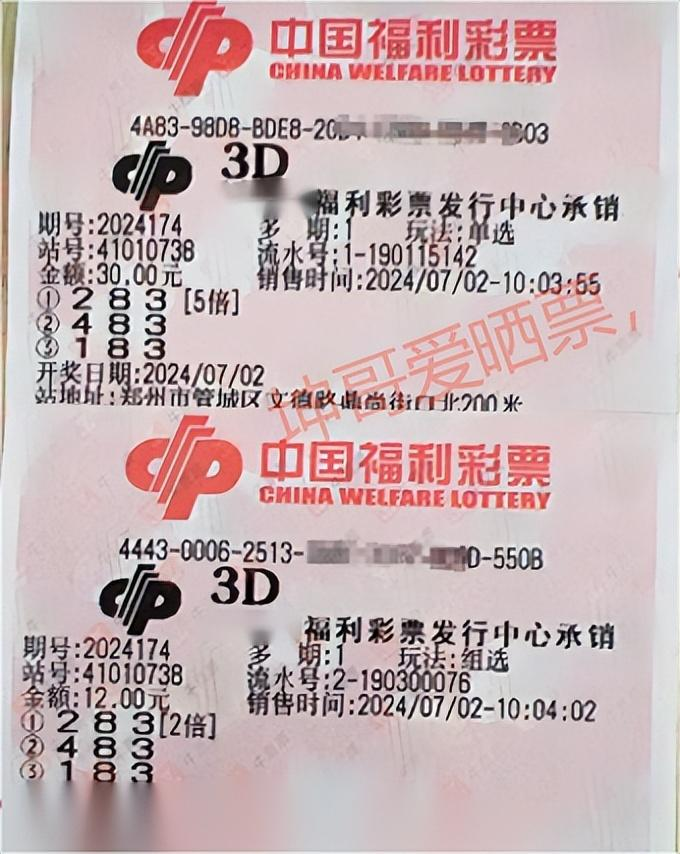 中国福利彩票
CHINA WELFARE LOTTERY
4A83-98D8-BDE8-20
3D
福利彩票发行中心承销
期号:2024174 多 期:1 玩法:单选
站号:41010738 流水号:1-190115142
金额:30.00元 销售时间:2024/07/02-10:03:55
① 2 8 3 [5倍]
② 4 8 3
③ 1 8 3
坤哥爱晒票,
开奖日期:2024/07/02
站地址:郑州市管城区文德路鼎尚街口北200米
中国福利彩票
CHINA WELFARE LOTTERY
4443-0006-2513- D-550B
3D
福利彩票发行中心承销
期号:2024174 多 期:1 玩法:组选
站号:41010738 流水号:2-190300076
金额:12.00元 销售时间:2024/07/02-10:04:02
① 2 8 3 [2倍]
② 4 8 3
③ 1 8 3